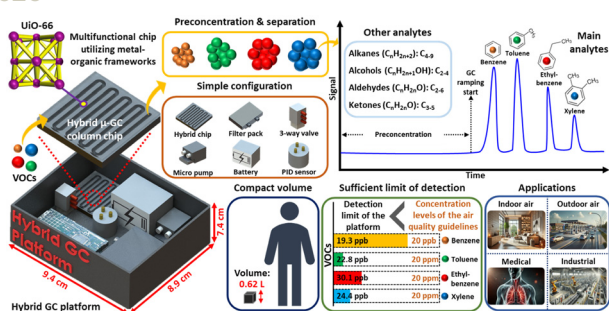 UiO-66
Multifunctional chip
utilizing metal-
organic frameworks
Hybrid μ-GC
column chip
VOCs
Hybrid GC
Platform
9.4 cm
8.9 cm
7.4 cm
Hybrid GC platform
Preconcentration & separation
Simple configuration
Hybrid chip
Filter pack
3-way valve
Micro pump
Battery
PID sensor
Other analytes
Alkanes (CnH2n+2): C4-9
Alcohols (CnH2n+1OH): C2-4
Aldehydes (CnH2nO): C2-6
Ketones (CnH2nO): C3-5
Signal
Preconcentration
GC
ramping
start
Time
Main
analytes
Benzene
Toluene
Ethyl-
benzene
Xylene
Compact volume
Volume:
0.62 L
Sufficient limit of detection
Detection
limit of the
platform
Concentration
levels of the air
quality guidelines
VOCs
19.3 ppb
20 ppb
Benzene
22.8 ppb
20 ppm
Toluene
30.1 ppb
20 ppm
Ethyl-
benzene
24.4 ppb
20 ppm
Xylene
Applications
Indoor air
Outdoor air
Medical
Industrial